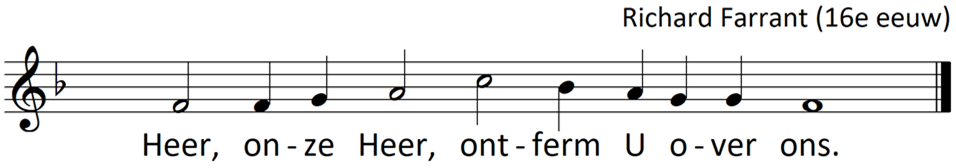 Richard Farrant (16e eeuw)
Heer, on-ze Heer, ont-ferm U o-ver ons.